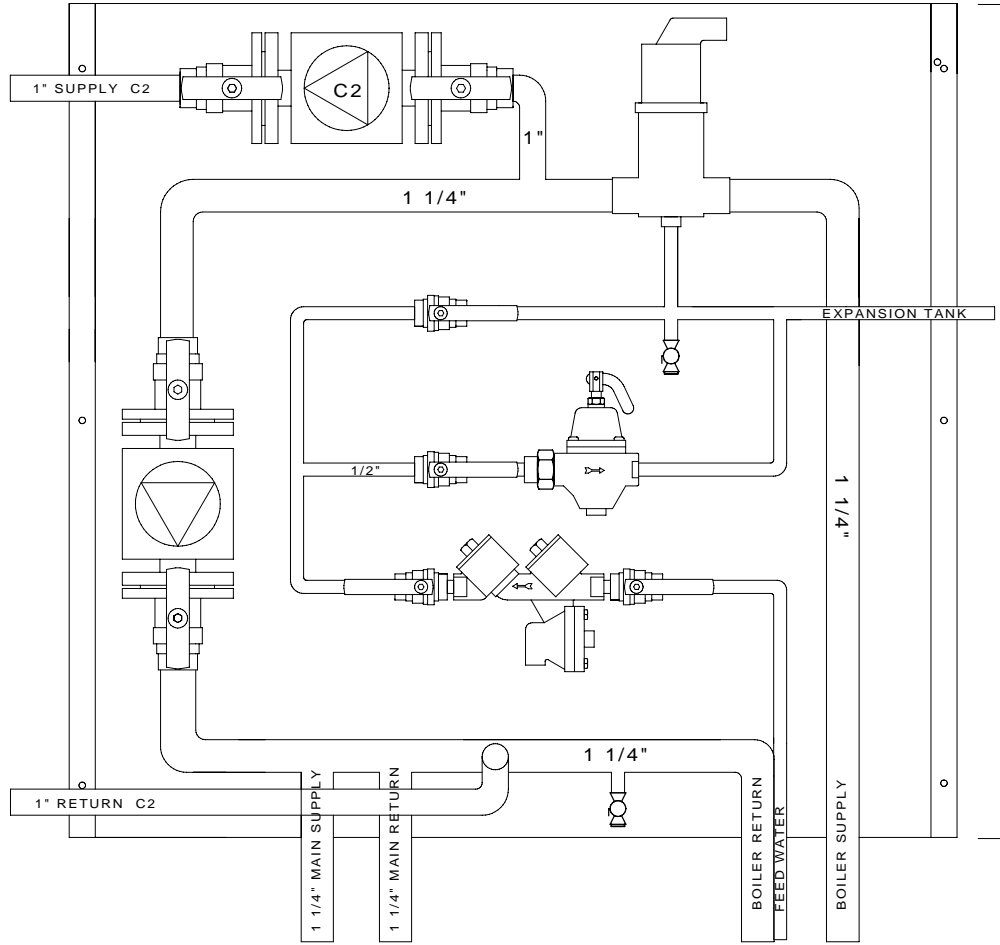 1" SUPPLY C2
C2
1"
1 1/4"
EXPANSION TANK
1/2"
1 1/4"
1 1/4"
1" RETURN C2
1 1/4" MAIN SUPPLY
1 1/4" MAIN RETURN
BOILER RETURN
FEED WATER
BOILER SUPPLY